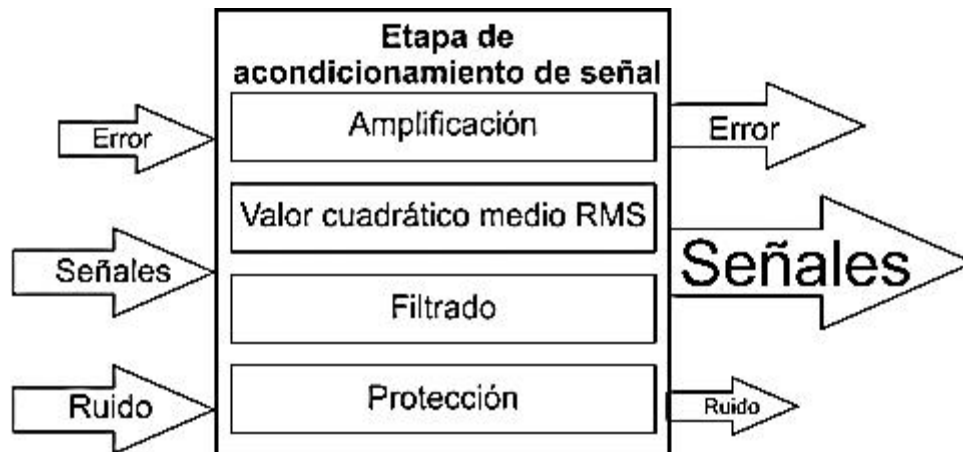 Etapa de
acondicionamiento de señal
Error
Amplificación
Error
Valor cuadrático medio RMS
Señales
Señales
Filtrado
Ruido
Protección
Ruido